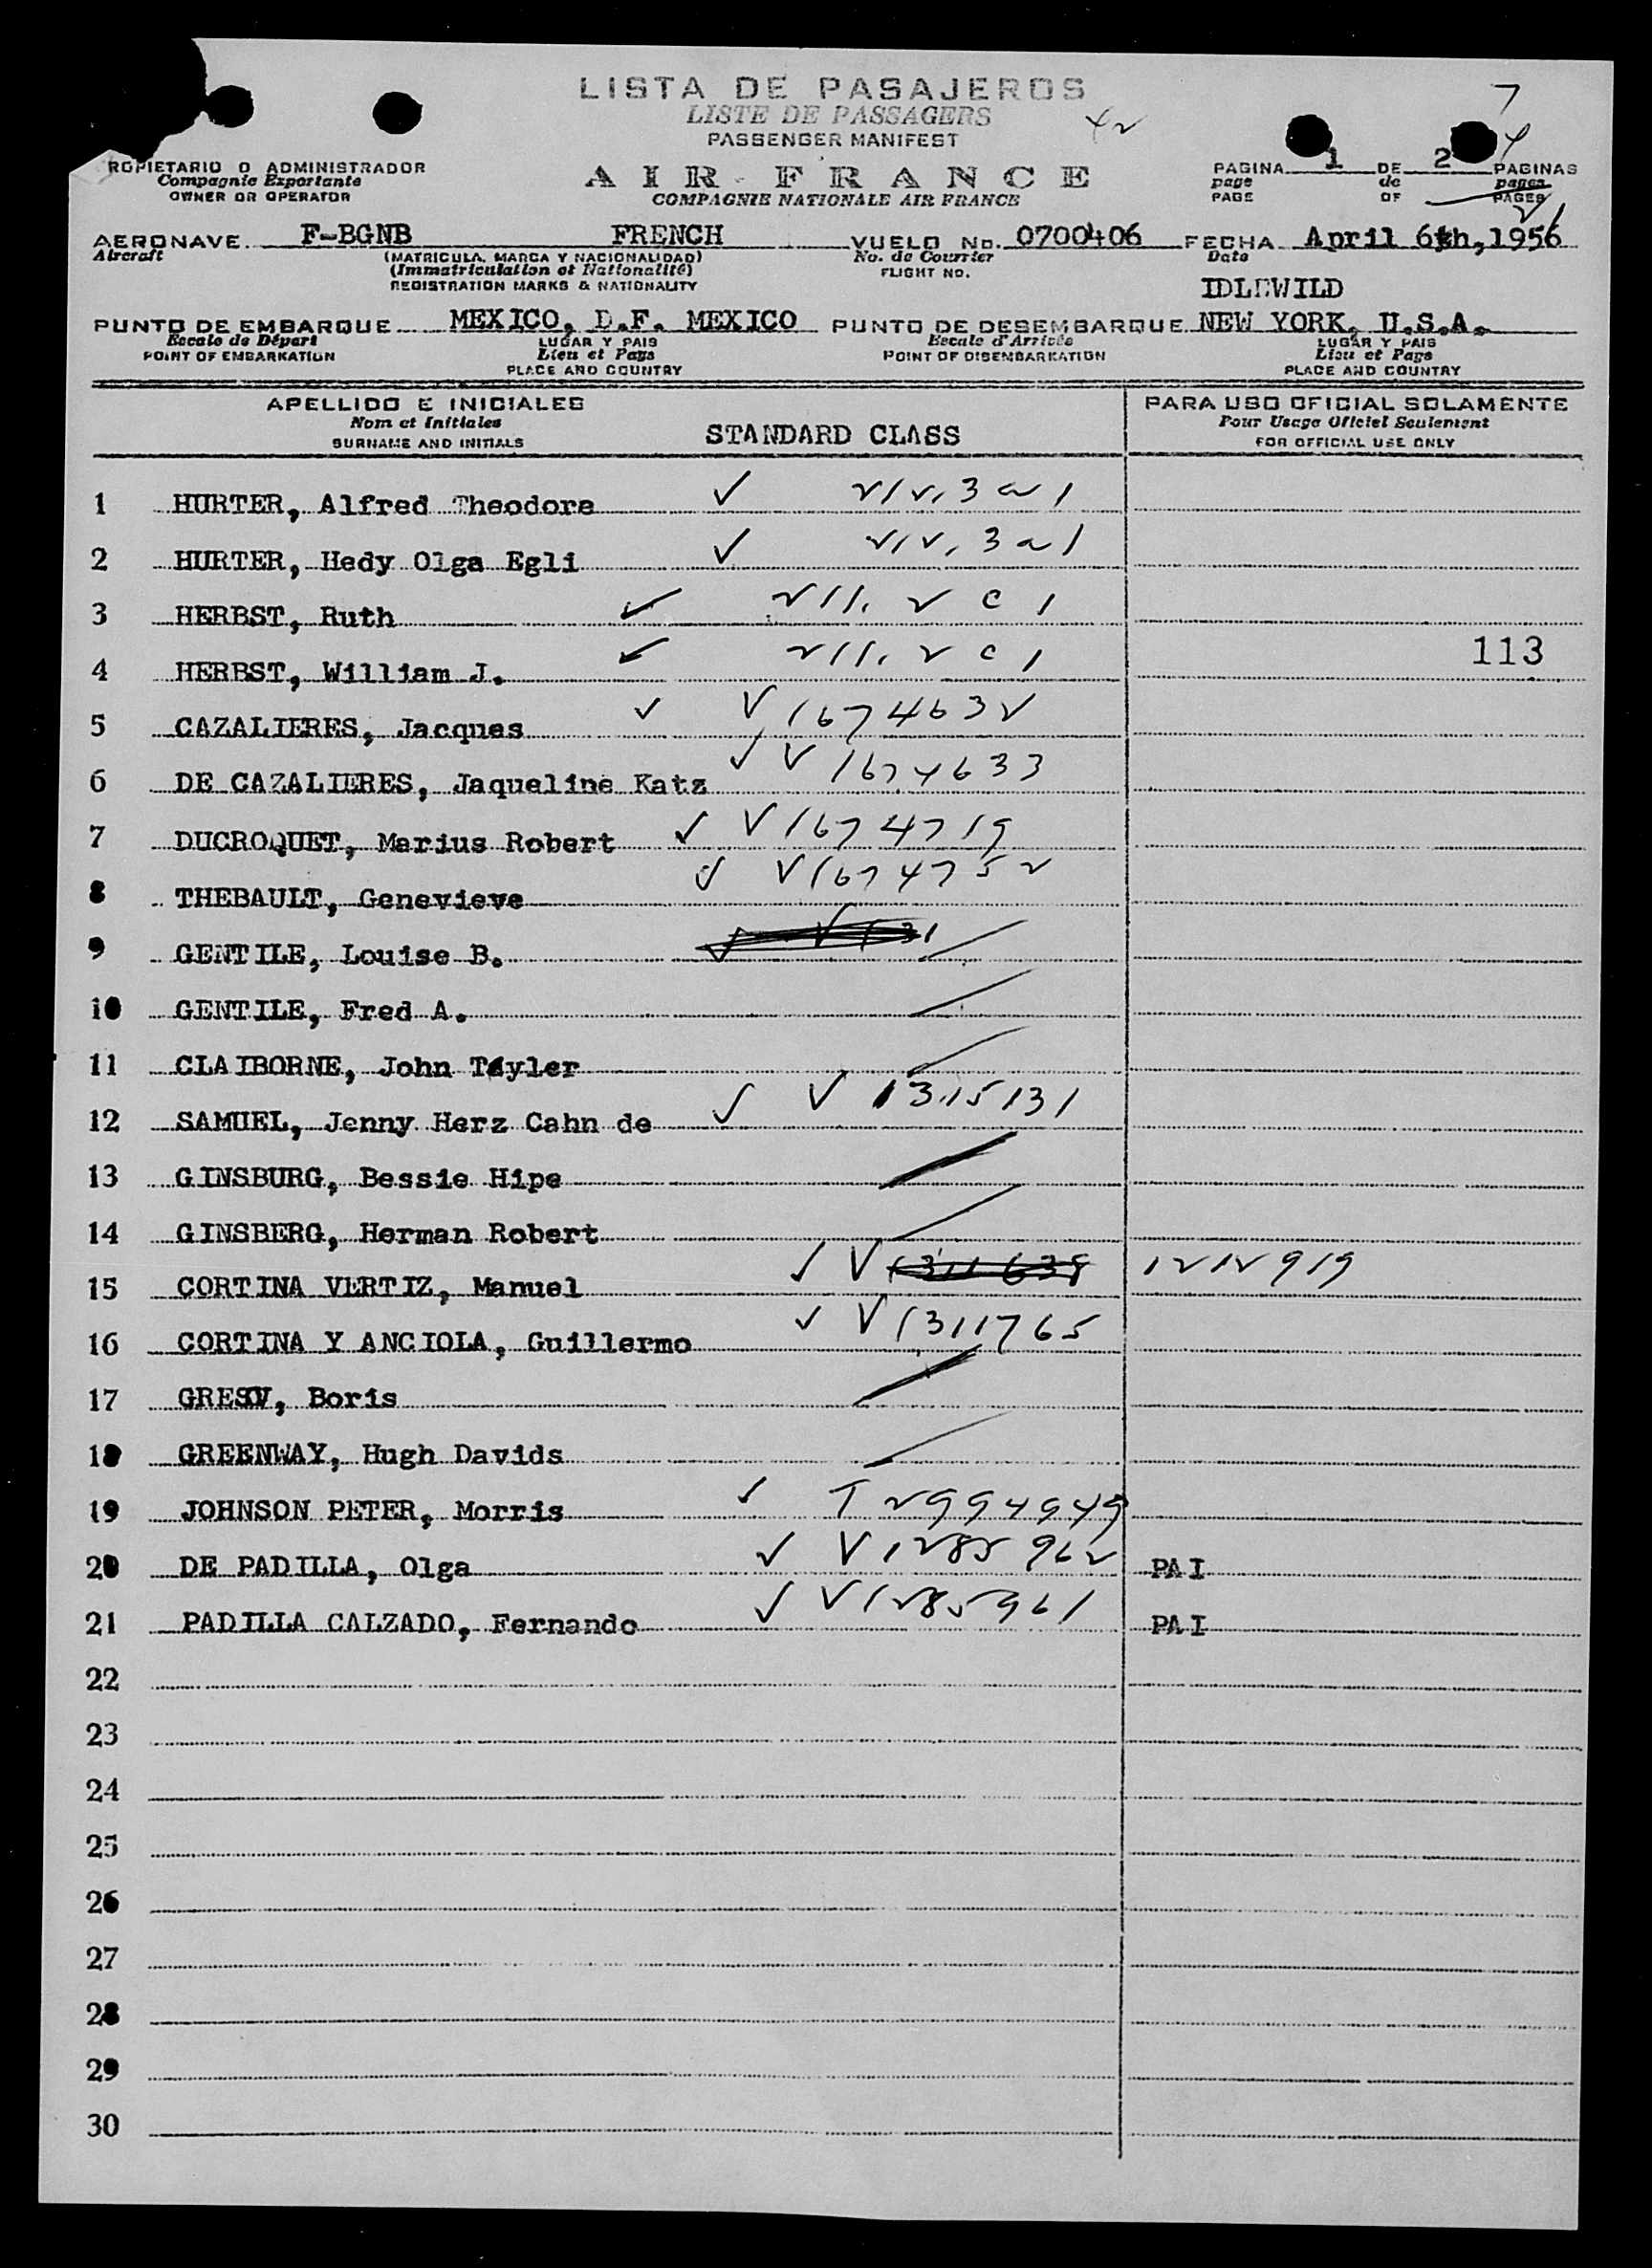 LISTA DE PASAJEROS
LISTE DE PASSAGERS
PASSENGER MANIFEST
7
ROPIETARIO O ADMINISTRADOR
Compagnie Exportante
OWNER OR OPERATOR
AIR FRANCE
COMPAGNIE NATIONALE AIR FRANCE
PAGINA 1 DE 2 PAGINAS
page de pages
PAGE OF PAGES
AERONAVE F-BGNB FRENCH VUELO No. 0700406 FECHA April 6th, 1956
Aircraft (MATRICULA, MARCA Y NACIONALIDAD) No. de Courrier Date
(Immatriculation et Nationalité) FLIGHT NO.
REGISTRATION MARKS & NATIONALITY
IDLEWILD
PUNTO DE EMBARQUE MEXICO, D.F. MEXICO PUNTO DE DESEMBARQUE NEW YORK, U.S.A.
Escale de Départ LUGAR Y PAIS Escale d'Arrivée LUGAR Y PAIS
POINT OF EMBARKATION Lieu et Pays POINT OF DISEMBARKATION Lieu et Pays
PLACE AND COUNTRY PLACE AND COUNTRY
APELLIDO E INICIALES PARA USO OFICIAL SOLAMENTE
Nom et Initiales STANDARD CLASS Pour Usage Officiel Seulement
SURNAME AND INITIALS FOR OFFICIAL USE ONLY
1 HURTER, Alfred Theodore
2 HURTER, Hedy Olga Egli
3 HERBST, Ruth
4 HERBST, William J. 113
5 CAZALIERES, Jacques V 1674632
6 DE CAZALIERES, Jaqueline Katz V 1674633
7 DUCROQUET, Marius Robert V 1674719
8 THEBAULT, Genevieve V 1674752
9 GENTILE, Louise B.
10 GENTILE, Fred A.
11 CLAIBORNE, John Tayler
12 SAMUEL, Jenny Herz Cahn de V 1315131
13 GINSBURG, Bessie Hipe
14 GINSBERG, Herman Robert
15 CORTINA VERTIZ, Manuel V 1311638 1212919
16 CORTINA Y ANCIOLA, Guillermo V 1311765
17 GRESV, Boris
18 GREENWAY, Hugh Davids
19 JOHNSON PETER, Morris T 2994949
20 DE PADILLA, Olga V 1285962 PAI
21 PADILLA CALZADO, Fernando V 1285961 PAI
22
23
24
25
26
27
28
29
30